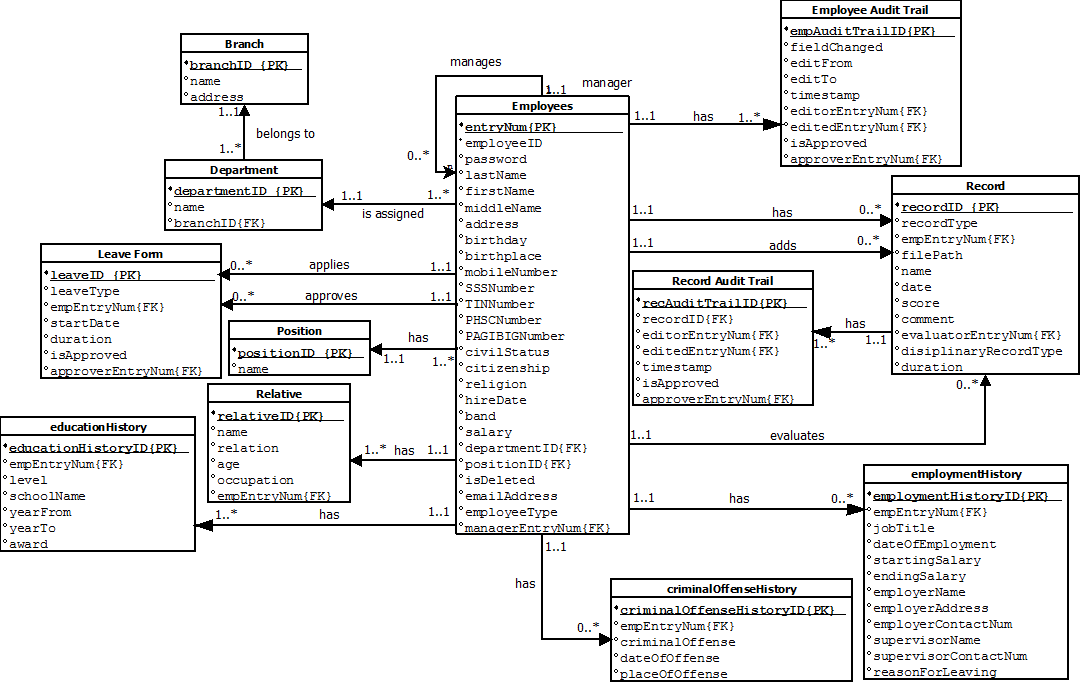 Employee Audit Trail
empAuditTrailID{PK}
fieldChanged
editFrom
editTo
timestamp
editorEntryNum{FK}
editedEntryNum{FK}
isApproved
approverEntryNum{FK}
Branch
branchID {PK}
name
address
1..1
belongs to
1..*
Department
departmentID {PK}
name
branchID{FK}
manages
manager
1..1
0..*
Employees
entryNum{PK}
employeeID
password
lastName
firstName
middleName
address
birthday
birthplace
mobileNumber
SSSNumber
TINNumber
PHSCNumber
PAGIBIGNumber
civilStatus
citizenship
religion
hireDate
band
salary
departmentID{FK}
positionID{FK}
isDeleted
emailAddress
employeeType
managerEntryNum{FK}
1..1 has 1..*
1..1 1..*
is assigned
Record
recordID {PK}
recordType
empEntryNum{FK}
filePath
name
date
score
comment
evaluatorEntryNum{FK}
disiplinaryRecordType
duration
1..1 has 0..*
1..1 adds 0..*
Leave Form
leaveID {PK}
leaveType
empEntryNum{FK}
startDate
duration
isApproved
approverEntryNum{FK}
0..* applies 1..1
0..* approves 1..1
Record Audit Trail
recAuditTrailID{PK}
recordID{FK}
editorEntryNum{FK}
editedEntryNum{FK}
timestamp
isApproved
approverEntryNum{FK}
has
1..* 1..1
Position
positionID {PK}
name
has
1..1 1..*
Relative
relativeID{PK}
name
relation
age
occupation
empEntryNum{FK}
1..* has 1..1
0..*
1..1 evaluates
educationHistory
educationHistoryID{PK}
empEntryNum{FK}
level
schoolName
yearFrom
yearTo
award
1..* has 1..1
employmentHistory
employmentHistoryID{PK}
empEntryNum{FK}
jobTitle
dateOfEmployment
startingSalary
endingSalary
employerName
employerAddress
employerContactNum
supervisorName
supervisorContactNum
reasonForLeaving
1..1 has 0..*
1..1
has
0..*
criminalOffenseHistory
criminalOffenseHistoryID{PK}
empEntryNum{FK}
criminalOffense
dateOfOffense
placeOfOffense